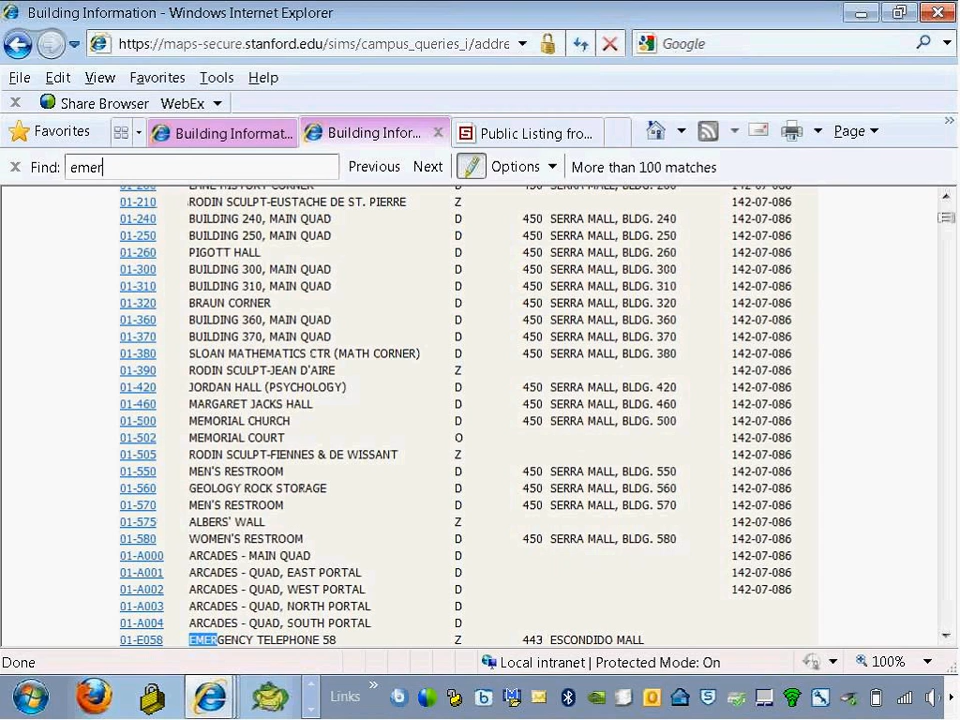 Building Information - Windows Internet Explorer
https://maps-secure.stanford.edu/sims/campus_queries_i/addre
Google
File Edit View Favorites Tools Help
Share Browser WebEx
Favorites Building Informat... Building Infor... Public Listing fro... Page
Find: emer Previous Next Options More than 100 matches
01-200 LANE HISTORY CORNER D 450 SERRA MALL, BLDG. 200 142-07-086
01-210 RODIN SCULPT-EUSTACHE DE ST. PIERRE Z 142-07-086
01-240 BUILDING 240, MAIN QUAD D 450 SERRA MALL, BLDG. 240 142-07-086
01-250 BUILDING 250, MAIN QUAD D 450 SERRA MALL, BLDG. 250 142-07-086
01-260 PIGOTT HALL D 450 SERRA MALL, BLDG. 260 142-07-086
01-300 BUILDING 300, MAIN QUAD D 450 SERRA MALL, BLDG. 300 142-07-086
01-310 BUILDING 310, MAIN QUAD D 450 SERRA MALL, BLDG. 310 142-07-086
01-320 BRAUN CORNER D 450 SERRA MALL, BLDG. 320 142-07-086
01-360 BUILDING 360, MAIN QUAD D 450 SERRA MALL, BLDG. 360 142-07-086
01-370 BUILDING 370, MAIN QUAD D 450 SERRA MALL, BLDG. 370 142-07-086
01-380 SLOAN MATHEMATICS CTR (MATH CORNER) D 450 SERRA MALL, BLDG. 380 142-07-086
01-390 RODIN SCULPT-JEAN D'AIRE Z 142-07-086
01-420 JORDAN HALL (PSYCHOLOGY) D 450 SERRA MALL, BLDG. 420 142-07-086
01-460 MARGARET JACKS HALL D 450 SERRA MALL, BLDG. 460 142-07-086
01-500 MEMORIAL CHURCH D 450 SERRA MALL, BLDG. 500 142-07-086
01-502 MEMORIAL COURT O 142-07-086
01-505 RODIN SCULPT-FIENNES & DE WISSANT Z 142-07-086
01-550 MEN'S RESTROOM D 450 SERRA MALL, BLDG. 550 142-07-086
01-560 GEOLOGY ROCK STORAGE D 450 SERRA MALL, BLDG. 560 142-07-086
01-570 MEN'S RESTROOM D 450 SERRA MALL, BLDG. 570 142-07-086
01-575 ALBERS' WALL Z 142-07-086
01-580 WOMEN'S RESTROOM D 450 SERRA MALL, BLDG. 580 142-07-086
01-A000 ARCADES - MAIN QUAD D 142-07-086
01-A001 ARCADES - QUAD, EAST PORTAL D 142-07-086
01-A002 ARCADES - QUAD, WEST PORTAL D 142-07-086
01-A003 ARCADES - QUAD, NORTH PORTAL D
01-A004 ARCADES - QUAD, SOUTH PORTAL D
01-E058 EMERGENCY TELEPHONE 58 Z 443 ESCONDIDO MALL
Done Local intranet | Protected Mode: On 100%
Links